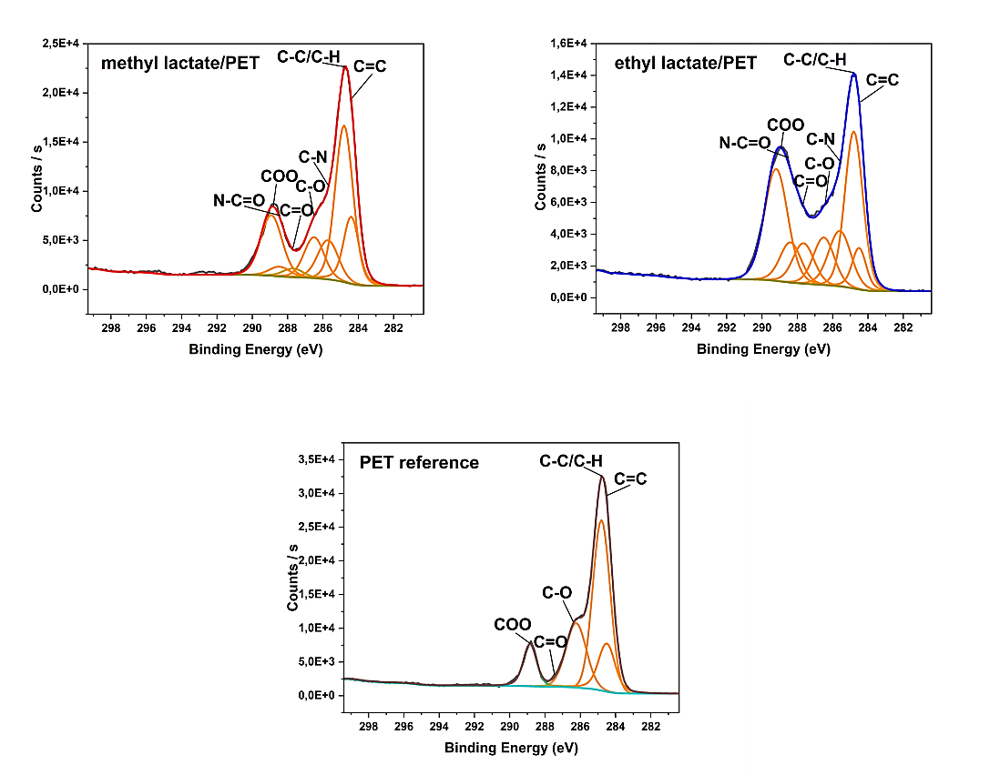 methyl lactate/PET
C-C/C-H
C=C
C-N
COO
C-O
N-C=O
C=O
2,5E+4
2,0E+4
1,5E+4
1,0E+4
5,0E+3
0,0E+0
Counts / s
298 296 294 292 290 288 286 284 282
Binding Energy (eV)
ethyl lactate/PET
C-C/C-H
C=C
COO
N-C=O
C-N
C-O
C=O
1,6E+4
1,4E+4
1,2E+4
1,0E+4
8,0E+3
6,0E+3
4,0E+3
2,0E+3
0,0E+0
Counts / s
298 296 294 292 290 288 286 284 282
Binding Energy (eV)
PET reference
C-C/C-H
C=C
C-O
COO
C=O
3,5E+4
3,0E+4
2,5E+4
2,0E+4
1,5E+4
1,0E+4
5,0E+3
0,0E+0
Counts / s
298 296 294 292 290 288 286 284 282
Binding Energy (eV)